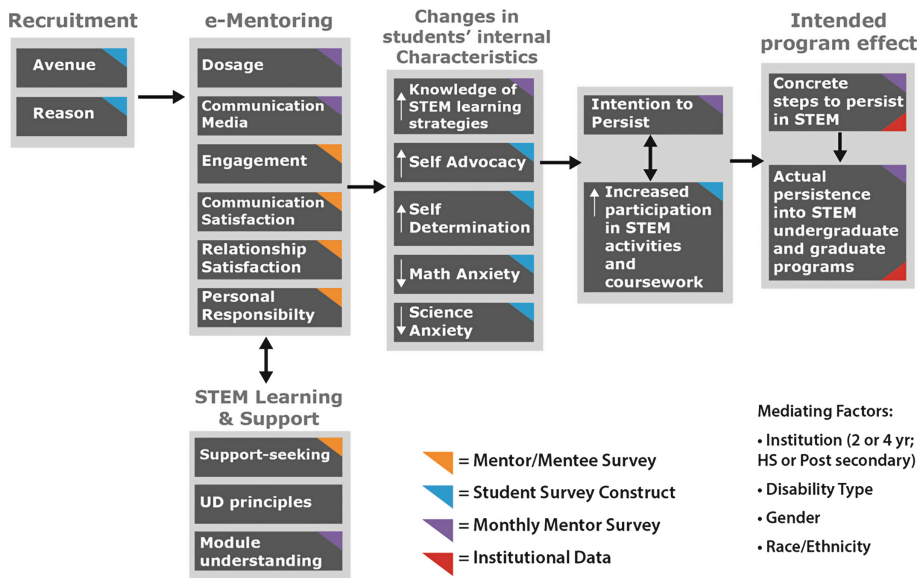 Recruitment
Avenue
Reason
e-Mentoring
Dosage
Communication
Media
Engagement
Communication
Satisfaction
Relationship
Satisfaction
Personal
Responsibilty
STEM Learning
& Support
Support-seeking
UD principles
Module
understanding
Changes in
students’ internal
Characteristics
Knowledge of
STEM learning
strategies
Self Advocacy
Self
Determination
Math Anxiety
Science
Anxiety
Intention to
Persist
Increased
participation
in STEM
activities
and
coursework
Intended
program effect
Concrete
steps to persist
in STEM
Actual
persistence
into STEM
undergraduate
and graduate
programs
= Mentor/Mentee Survey
= Student Survey Construct
= Monthly Mentor Survey
= Institutional Data
Mediating Factors:
• Institution (2 or 4 yr;
HS or Post secondary)
• Disability Type
• Gender
• Race/Ethnicity